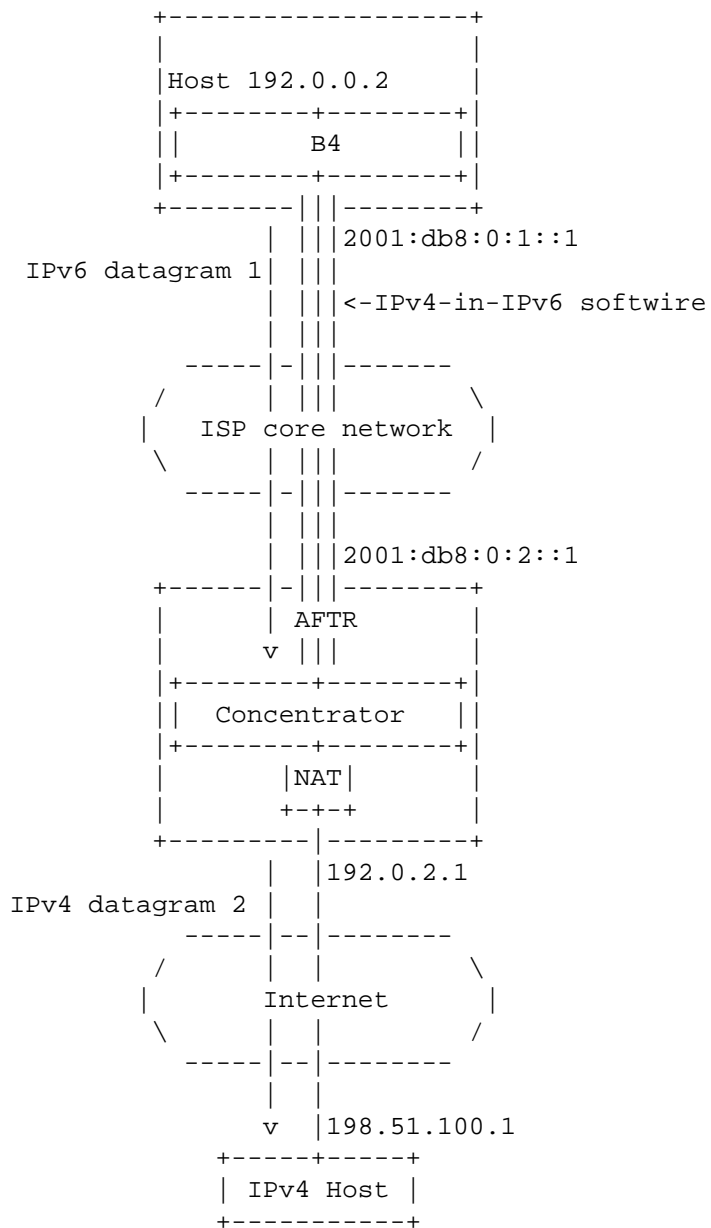 Host 192.0.0.2
B4
2001:db8:0:1::1
IPv6 datagram 1
<-IPv4-in-IPv6 softwire
ISP core network
2001:db8:0:2::1
AFTR
v
Concentrator
NAT
192.0.2.1
IPv4 datagram 2
Internet
v 198.51.100.1
IPv4 Host